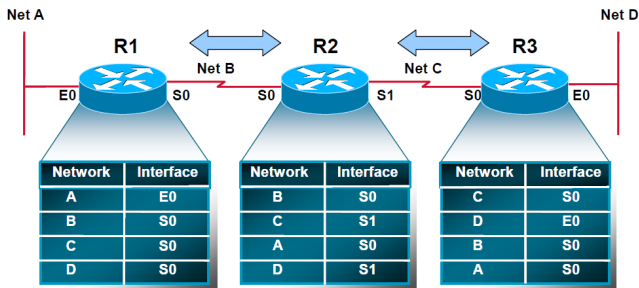 Net A
Net D
R1
R2
R3
Net B
Net C
E0
S0
S0
S1
S0
E0
Network Interface
A E0
B S0
C S0
D S0
Network Interface
B S0
C S1
A S0
D S1
Network Interface
C S0
D E0
B S0
A S0